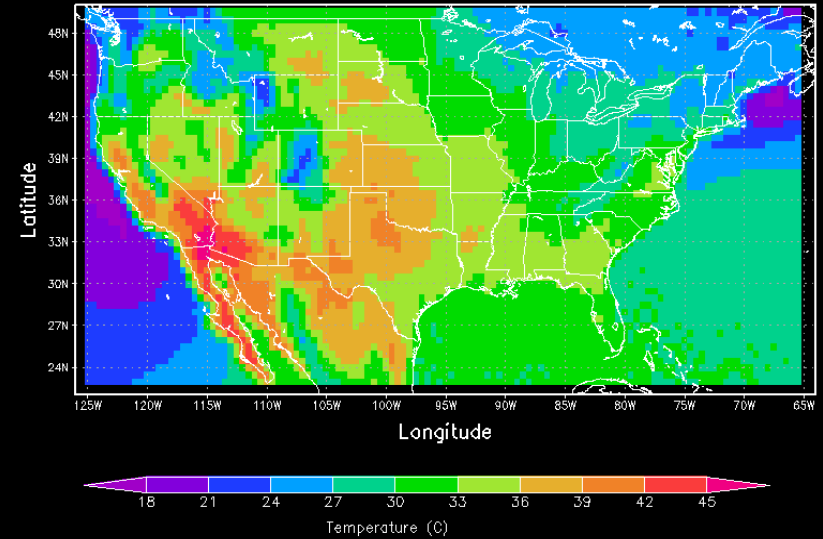 48N
45N
42N
39N
36N
33N
30N
27N
24N
Latitude
125W 120W 115W 110W 105W 100W 95W 90W 85W 80W 75W 70W 65W
Longitude
18 21 24 27 30 33 36 39 42 45
Temperature (C)